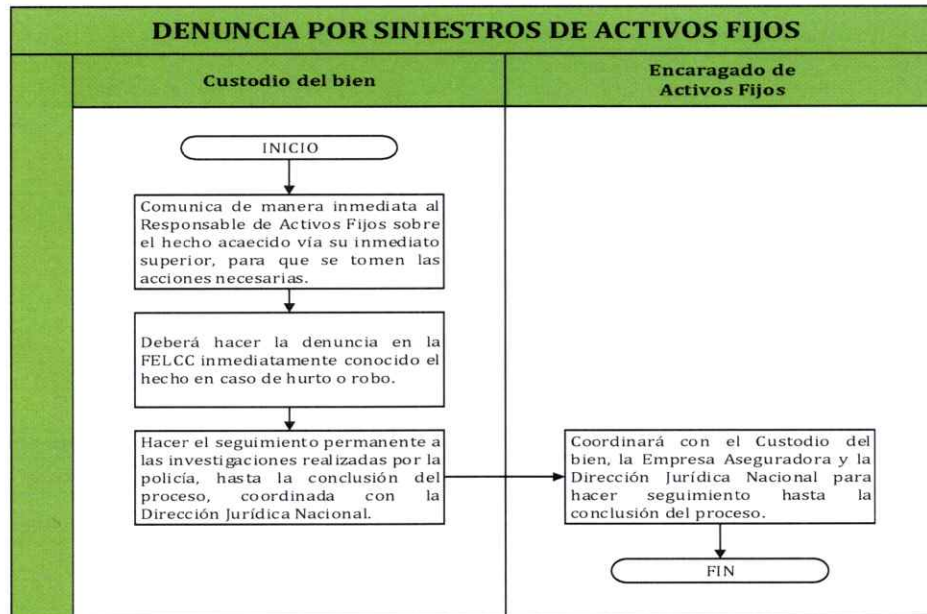 DENUNCIA POR SINIESTROS DE ACTIVOS FIJOS
Custodio del bien
Encaragado de
Activos Fijos
INICIO
Comunica de manera inmediata al
Responsable de Activos Fijos sobre
el hecho acaecido vía su inmediato
superior, para que se tomen las
acciones necesarias.
Deberá hacer la denuncia en la
FELCC inmediatamente conocido el
hecho en caso de hurto o robo.
Hacer el seguimiento permanente a
las investigaciones realizadas por la
policía, hasta la conclusión del
proceso, coordinada con la
Dirección Jurídica Nacional.
Coordinará con el Custodio del
bien, la Empresa Aseguradora y la
Dirección Jurídica Nacional para
hacer seguimiento hasta la
conclusión del proceso.
FIN